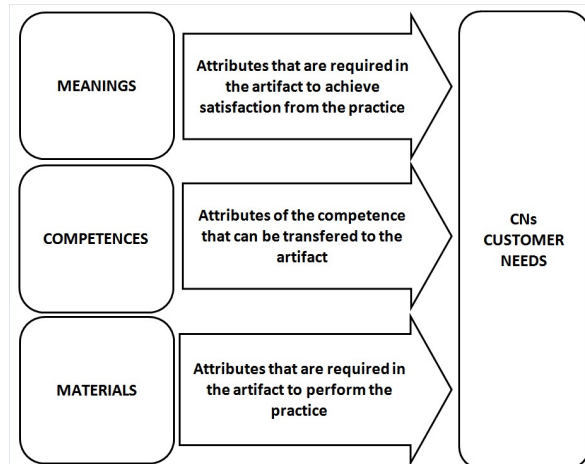 MEANINGS
Attributes that are required in
the artifact to achieve
satisfaction from the practice
COMPETENCES
Attributes of the competence
that can be transfered to the
artifact
MATERIALS
Attributes that are required in
the artifact to perform the
practice
CNs
CUSTOMER
NEEDS